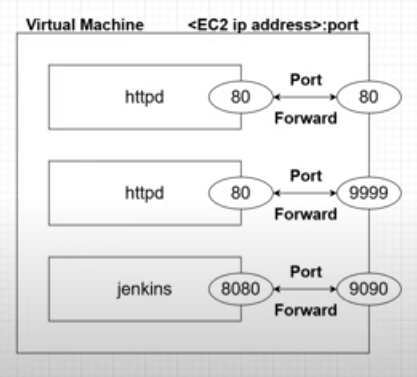 Virtual Machine <EC2 ip address>:port
httpd 80 Port Forward 80
httpd 80 Port Forward 9999
jenkins 8080 Port Forward 9090